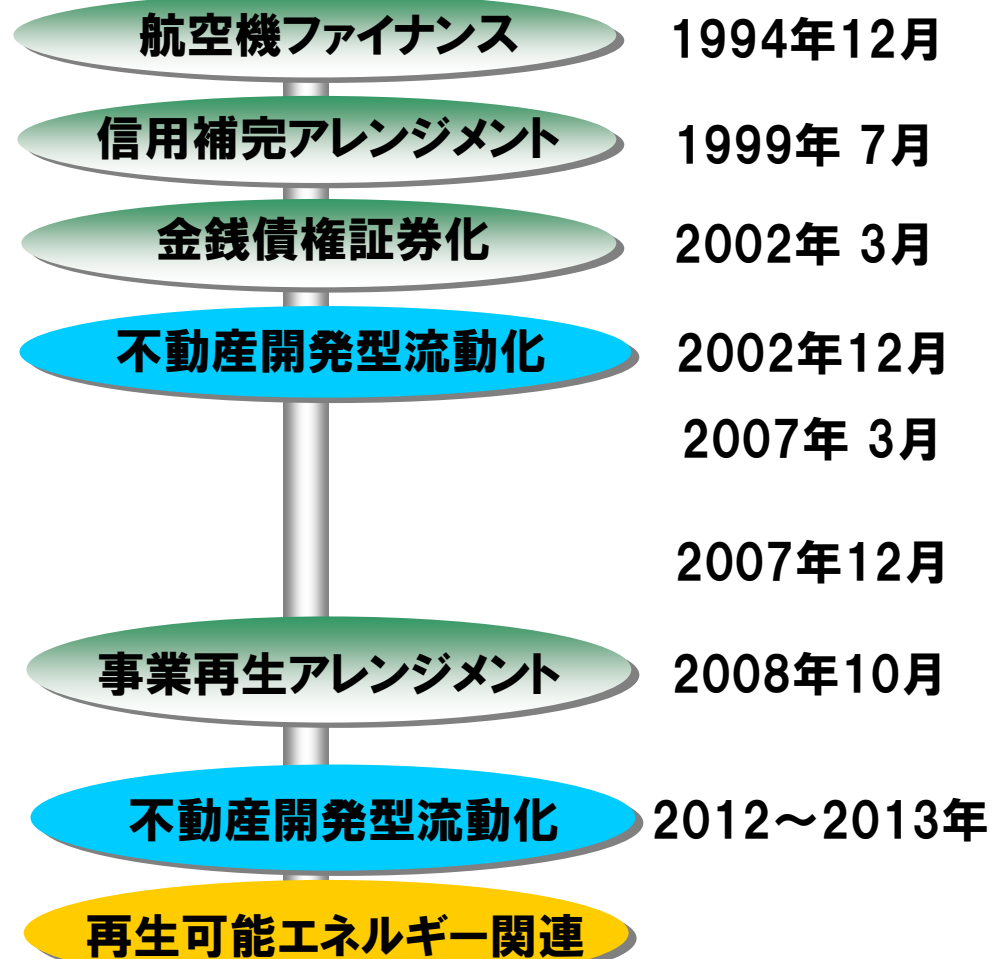 航空機ファイナンス 1994年12月
信用補完アレンジメント 1999年 7月
金銭債権証券化 2002年 3月
不動産開発型流動化 2002年12月
2007年 3月
2007年12月
事業再生アレンジメント 2008年10月
不動産開発型流動化 2012～2013年
再生可能エネルギー関連